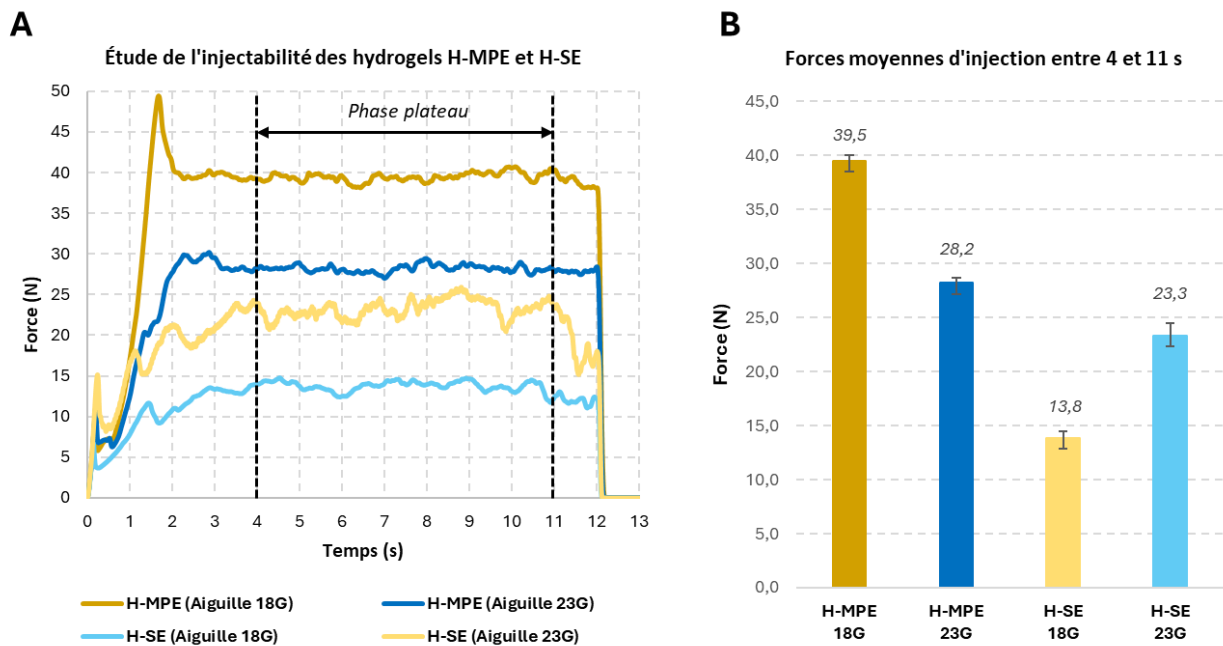 A
Étude de l'injectabilité des hydrogels H-MPE et H-SE
50
45
40
35
30
25
20
15
10
5
0
Force (N)
Phase plateau
0 1 2 3 4 5 6 7 8 9 10 11 12 13
Temps (s)
H-MPE (Aiguille 18G) H-MPE (Aiguille 23G)
H-SE (Aiguille 18G) H-SE (Aiguille 23G)
B
Forces moyennes d'injection entre 4 et 11 s
45,0
40,0
35,0
30,0
25,0
20,0
15,0
10,0
5,0
0,0
Force (N)
39,5
28,2
13,8
23,3
H-MPE H-MPE H-SE H-SE
18G 23G 18G 23G